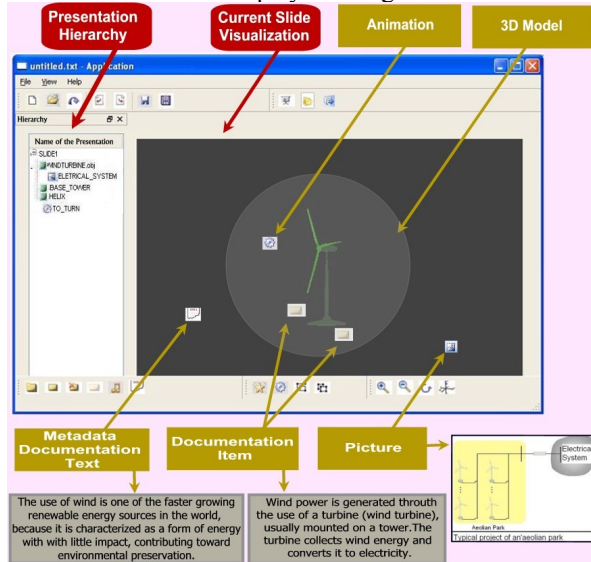 Presentation
Hierarchy
Current Slide
Visualization
Animation
3D Model
untitled.txt - Application
File View Help
Hierarchy
Name of the Presentation
SLIDE1
WINDTURBINE.obj
ELETRICAL_SYSTEM
BASE_TOWER
HELIX
TO_TURN
Metadada
Documentation
Text
Documentation
Item
Picture
Electrical
System
Aeolian Park
Typical project of an'aeolian park
The use of wind is one of the faster growing
renewable energy sources in the world,
because it is characterized as a form of energy
with with little impact, contributing toward
environmental preservation.
Wind power is generated throuth
the use of a turbine (wind turbine),
usually mounted on a tower.The
turbine collects wind energy and
converts it to electricity.